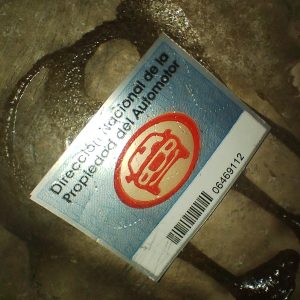 Dirección Nacional de la
Propiedad del Automotor
06469112